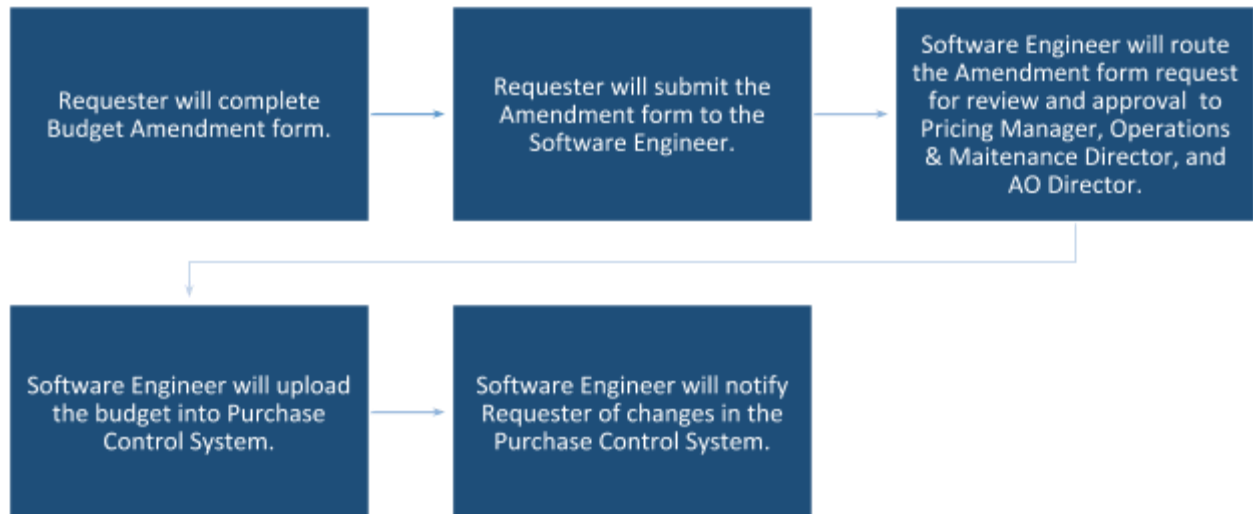 Requester will complete
Budget Amendment form.
Requester will submit the
Amendment form to the
Software Engineer.
Software Engineer will route
the Amendment form request
for review and approval  to
Pricing Manager, Operations
& Maitenance Director, and
AO Director.
Software Engineer will upload
the budget into Purchase
Control System.
Software Engineer will notify
Requester of changes in the
Purchase Control System.